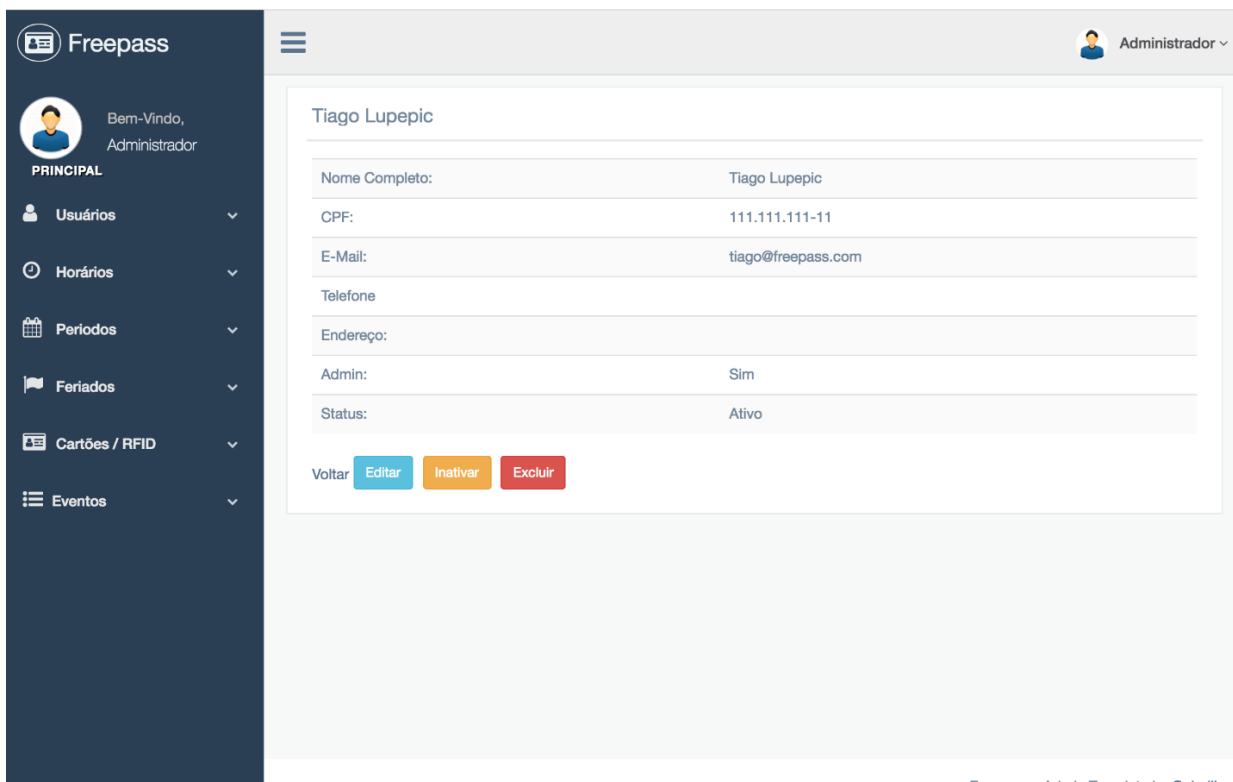 Freepass
Administrador
Bem-Vindo,
Administrador
PRINCIPAL
Usuários
Horários
Periodos
Feriados
Cartões / RFID
Eventos
Tiago Lupepic
Nome Completo: Tiago Lupepic
CPF: 111.111.111-11
E-Mail: tiago@freepass.com
Telefone
Endereço:
Admin: Sim
Status: Ativo
Voltar Editar Inativar Excluir